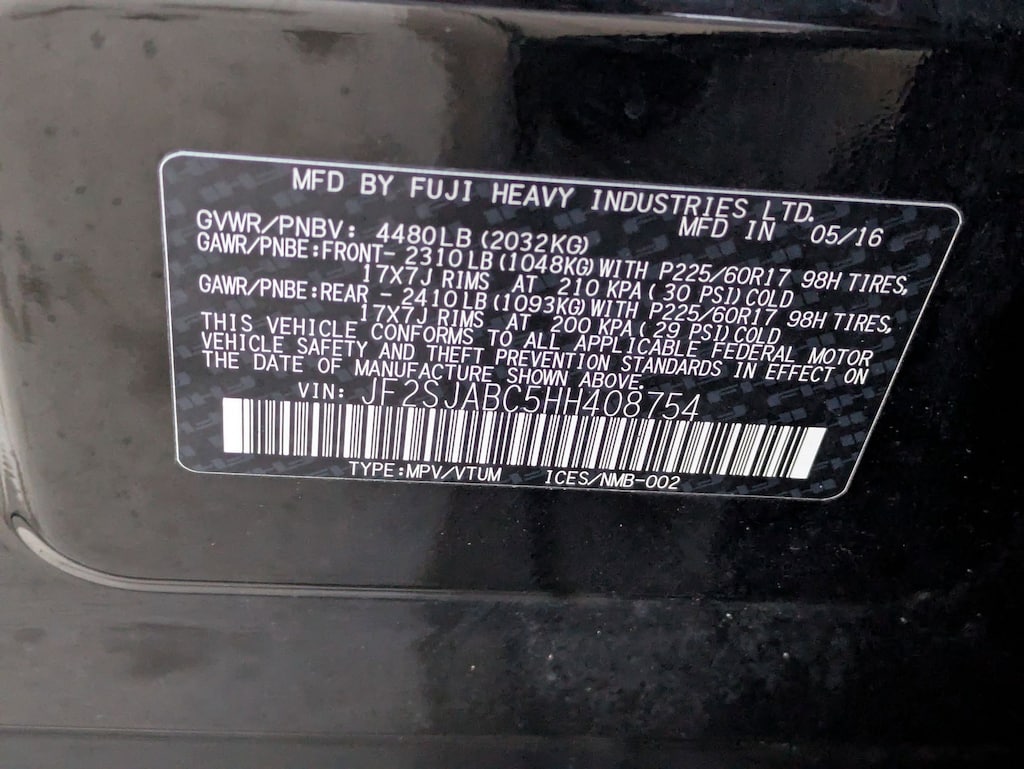 MFD BY FUJI HEAVY INDUSTRIES LTD.
GVWR/PNBV: 4480LB (2032KG) MFD IN 05/16
GAWR/PNBE:FRONT- 2310LB (1048KG) WITH P225/60R17 98H TIRES,
17X7J RIMS AT 210 KPA ( 30 PSI) COLD
GAWR/PNBE:REAR - 2410LB (1093KG) WITH P225/60R17 98H TIRES,
17X7J RIMS AT 200 KPA ( 29 PSI) COLD
THIS VEHICLE CONFORMS TO ALL APPLICABLE FEDERAL MOTOR
VEHICLE SAFETY AND THEFT PREVENTION STANDARDS IN EFFECT ON
THE DATE OF MANUFACTURE SHOWN ABOVE.
VIN: JF2SJABC5HH408754
TYPE:MPV/VTUM ICES/NMB-002